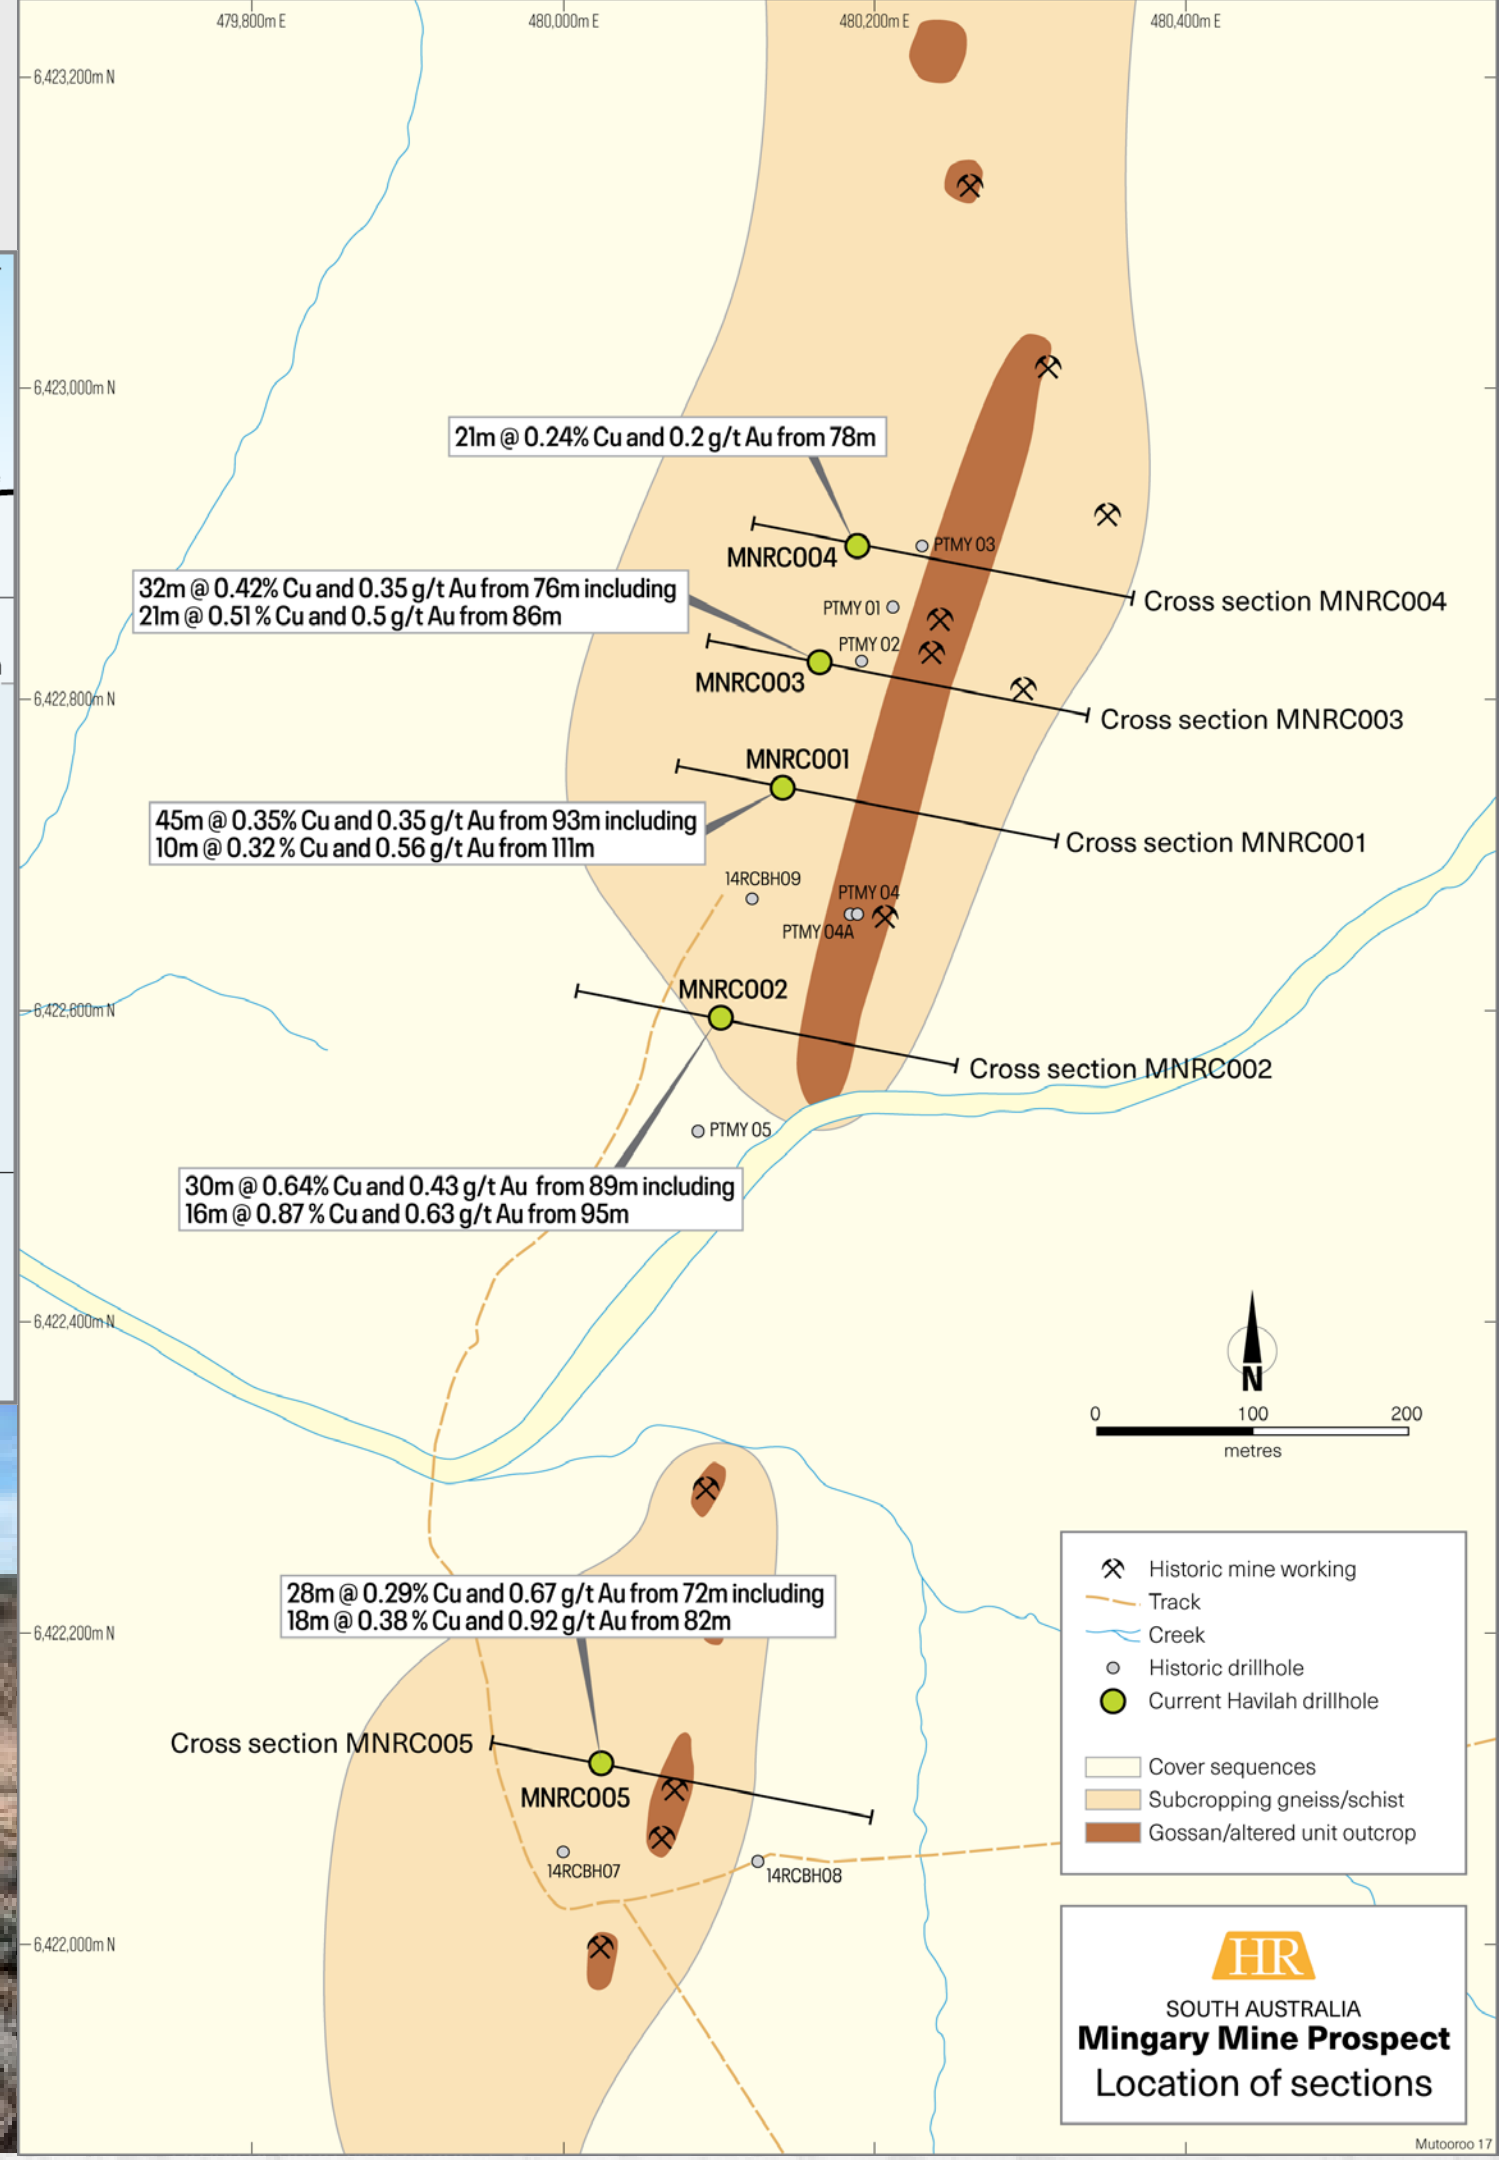 479,800m E
480,000m E
480,200m E
480,400m E
6,423,200m N
6,423,000m N
21m @ 0.24% Cu and 0.2 g/t Au from 78m
MNRC004
PTMY 03
32m @ 0.42% Cu and 0.35 g/t Au from 76m including
21m @ 0.51 % Cu and 0.5 g/t Au from 86m
Cross section MNRC004
PTMY 01
PTMY 02
MNRC003
6,422,800m N
Cross section MNRC003
MNRC001
45m @ 0.35% Cu and 0.35 g/t Au from 93m including
10m @ 0.32 % Cu and 0.56 g/t Au from 111m
Cross section MNRC001
14RCBH09
PTMY 04
PTMY 04A
MNRC002
6,422,600m N
Cross section MNRC002
PTMY 05
30m @ 0.64% Cu and 0.43 g/t Au from 89m including
16m @ 0.87 % Cu and 0.63 g/t Au from 95m
6,422,400m N
N
0 100 200
metres
28m @ 0.29% Cu and 0.67 g/t Au from 72m including
18m @ 0.38 % Cu and 0.92 g/t Au from 82m
6,422,200m N
Cross section MNRC005
MNRC005
14RCBH07
14RCBH08
6,422,000m N
Historic mine working
Track
Creek
Historic drillhole
Current Havilah drillhole
Cover sequences
Subcropping gneiss/schist
Gossan/altered unit outcrop
HR
SOUTH AUSTRALIA
Mingary Mine Prospect
Location of sections
Mutooroo 17